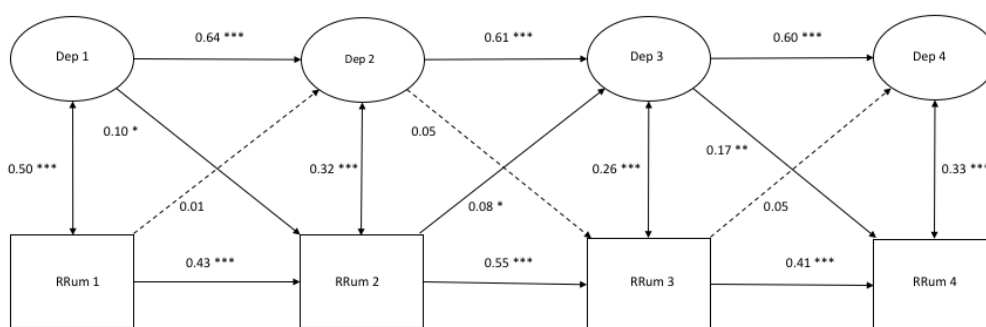 0.64 ***
0.61 ***
0.60 ***
Dep 1
Dep 2
Dep 3
Dep 4
0.10 *
0.05
0.17 **
0.50 ***
0.32 ***
0.26 ***
0.33 ***
0.01
0.08 *
0.05
0.43 ***
0.55 ***
0.41 ***
RRum 1
RRum 2
RRum 3
RRum 4